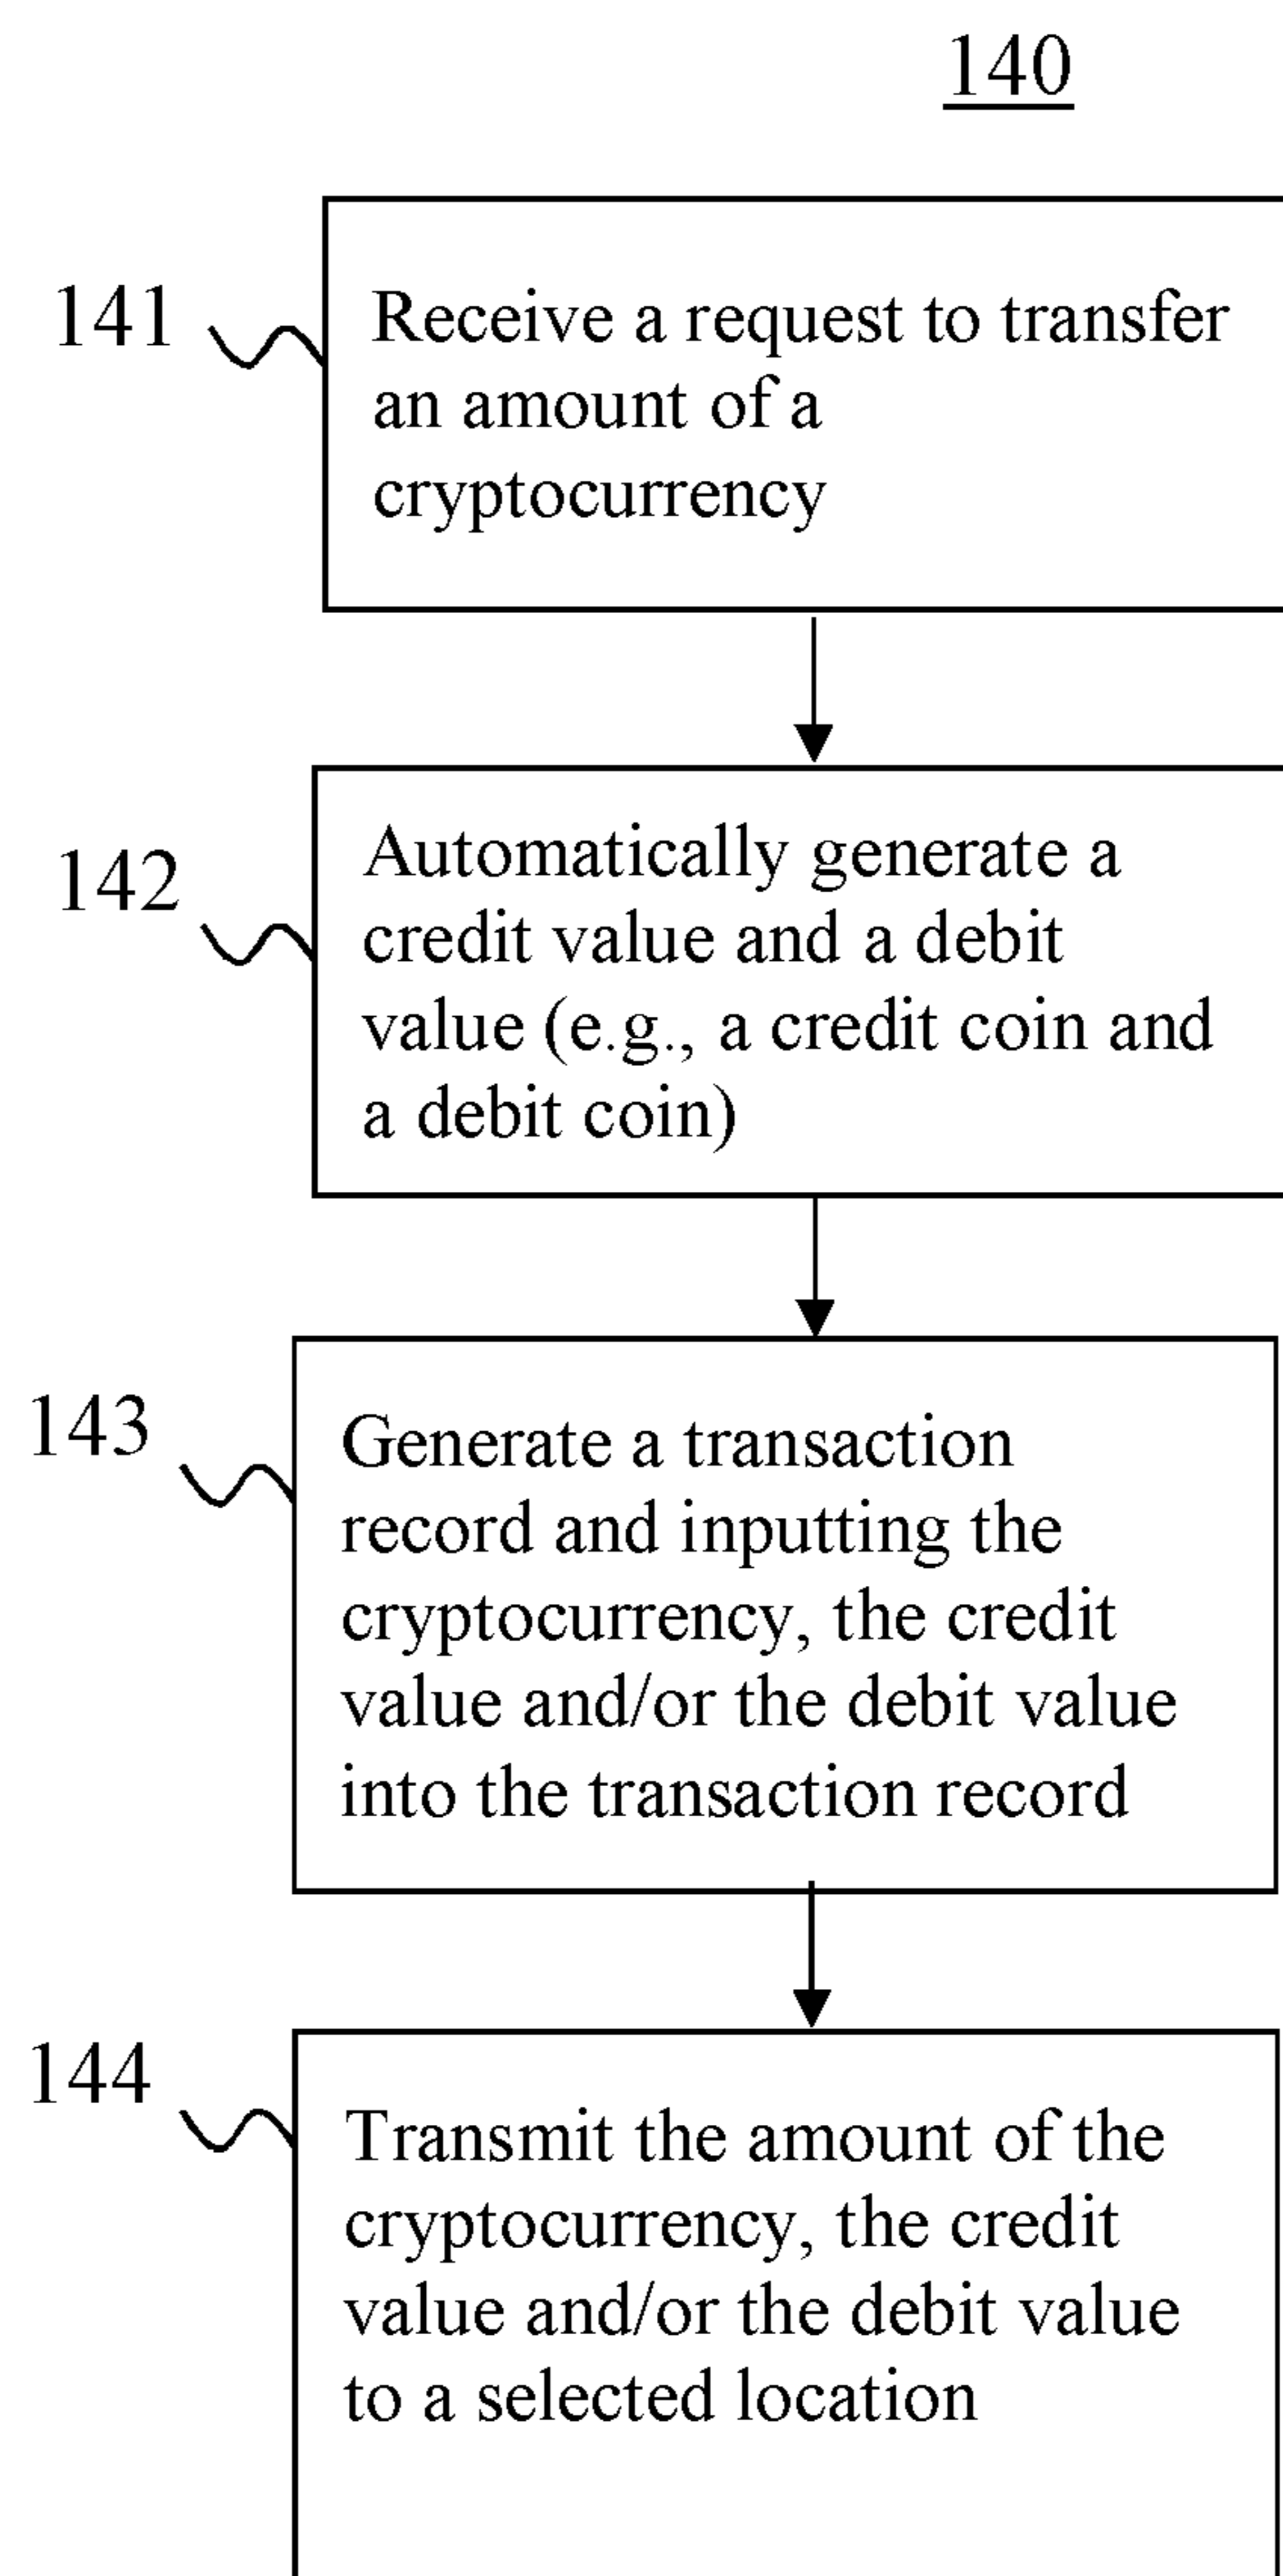 140
141
Receive a request to transfer
an amount of a
cryptocurrency
142
Automatically generate a
credit value and a debit
value (e.g., a credit coin and
a debit coin)
143
Generate a transaction
record and inputting the
cryptocurrency, the credit
value and/or the debit value
into the transaction record
144
Transmit the amount of the
cryptocurrency, the credit
value and/or the debit value
to a selected location